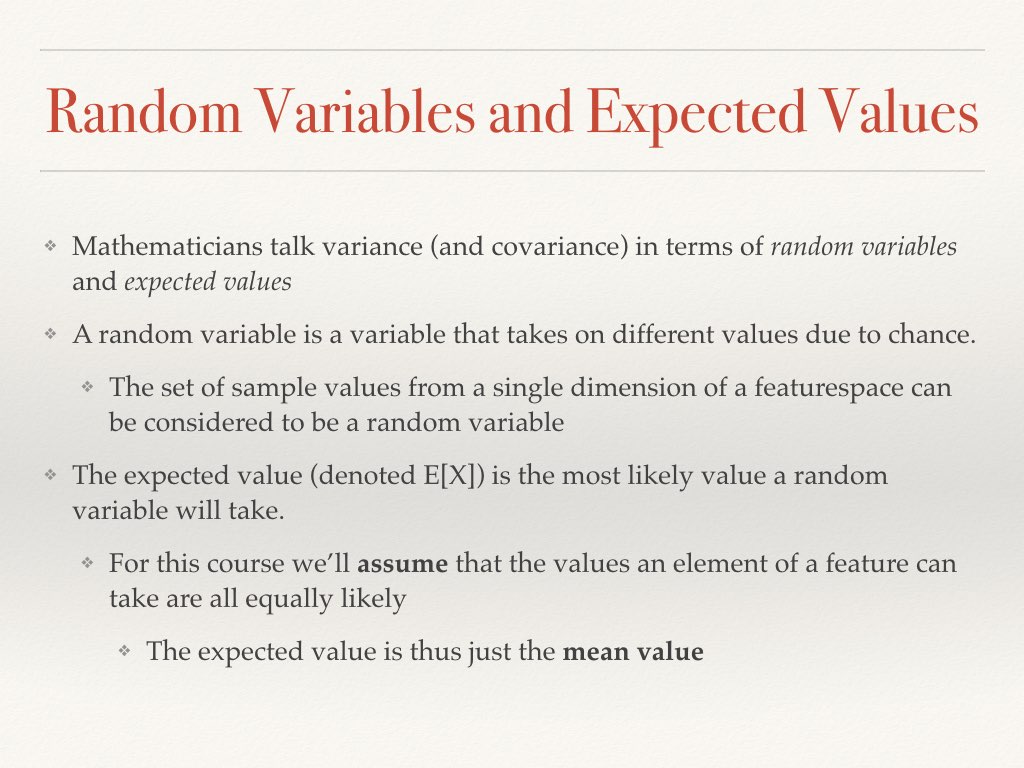 Random Variables and Expected Values
❖ Mathematicians talk variance (and covariance) in terms of random variables
and expected values
❖ A random variable is a variable that takes on different values due to chance.
❖ The set of sample values from a single dimension of a featurespace can
be considered to be a random variable
❖ The expected value (denoted E[X]) is the most likely value a random
variable will take.
❖ For this course we’ll assume that the values an element of a feature can
take are all equally likely
❖ The expected value is thus just the mean value